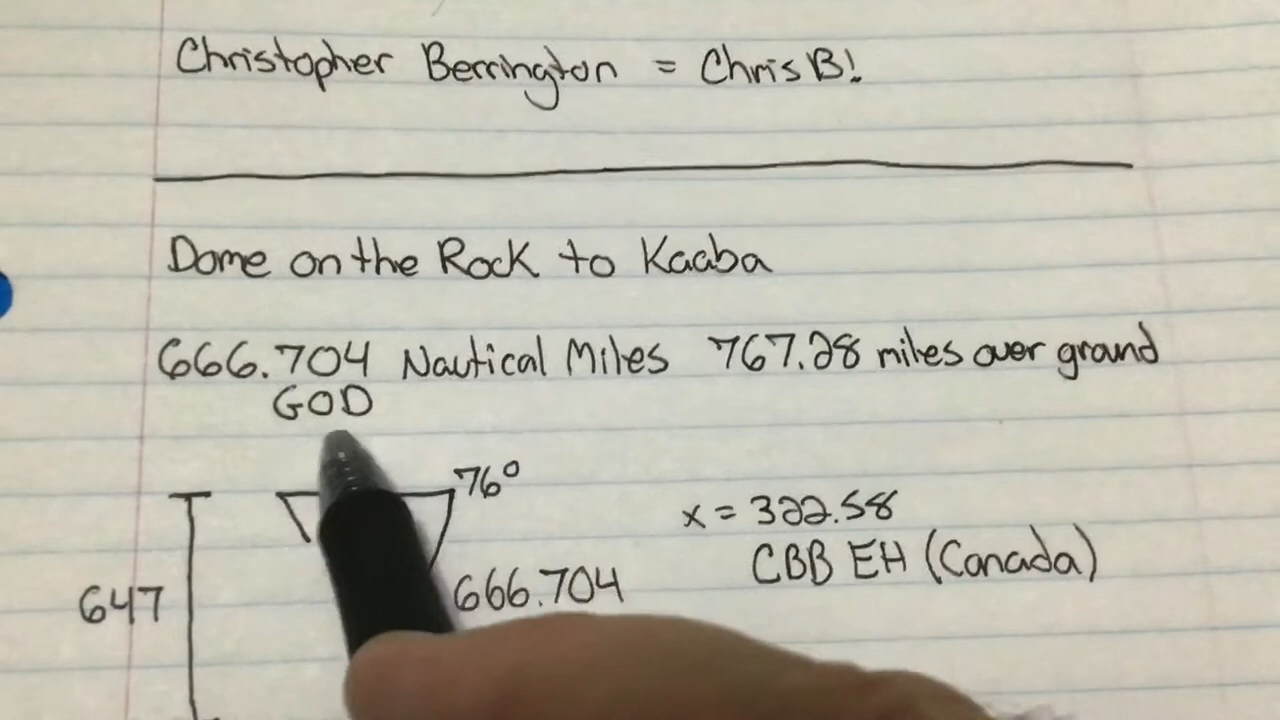 Christopher Berrington = Chris B!
Dome on the Rock to Kaaba
666.704 Nautical Miles 767.28 miles over ground
GOD
76°
x = 322.58
CBB EH (Canada)
647
666.704